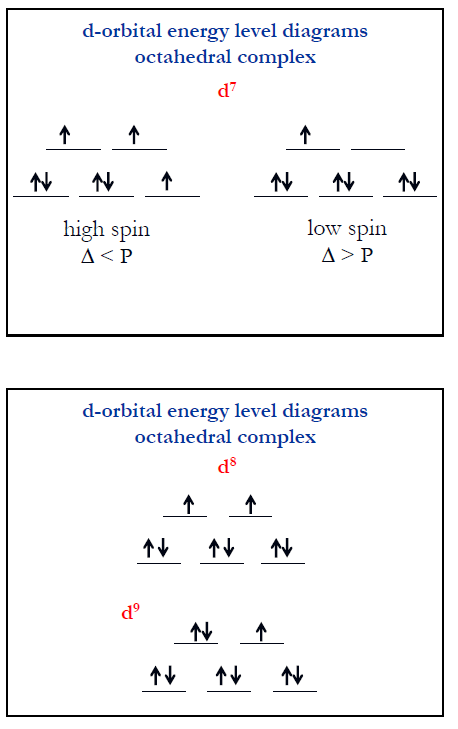 d-orbital energy level diagrams
octahedral complex
d⁷
high spin
Δ < P
low spin
Δ > P
d-orbital energy level diagrams
octahedral complex
d⁸
d⁹